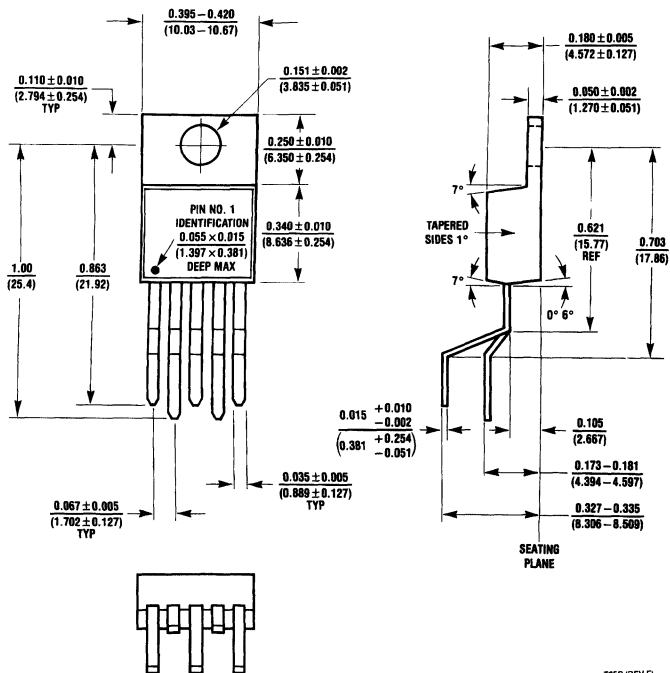 0.395 – 0.420
(10.03 – 10.67)
0.110 ± 0.010
(2.794 ± 0.254)
TYP
0.151 ± 0.002
(3.835 ± 0.051)
0.250 ± 0.010
(6.350 ± 0.254)
PIN NO. 1
IDENTIFICATION
0.055 × 0.015
(1.397 × 0.381)
DEEP MAX
0.340 ± 0.010
(8.636 ± 0.254)
1.00
(25.4)
0.863
(21.92)
0.067 ± 0.005
(1.702 ± 0.127)
TYP
0.035 ± 0.005
(0.889 ± 0.127)
TYP
0.180 ± 0.005
(4.572 ± 0.127)
0.050 ± 0.002
(1.270 ± 0.051)
7°
TAPERED
SIDES 1°
0.621
(15.77)
REF
0.703
(17.86)
7°
0° 6°
0.015 +0.010
−0.002
(0.381 +0.254
−0.051)
0.105
(2.667)
0.173 – 0.181
(4.394 – 4.597)
0.327 – 0.335
(8.306 – 8.509)
SEATING
PLANE